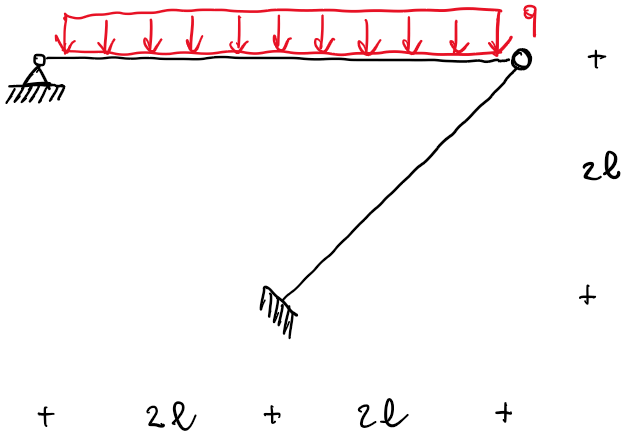 q
+
2l
+
+ 2l + 2l +